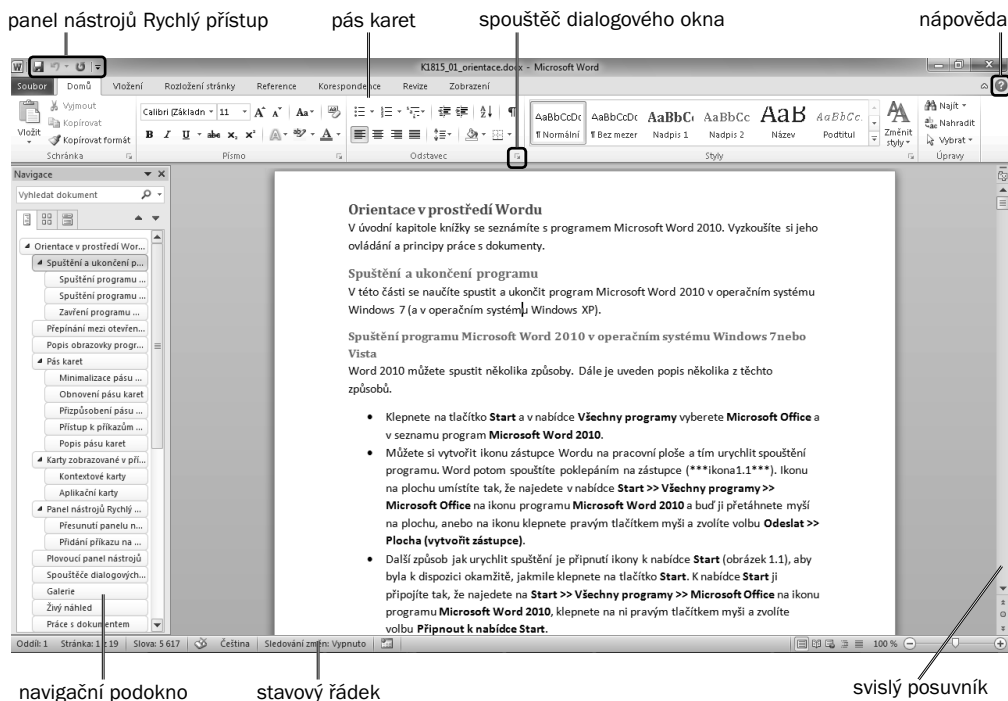 panel nástrojů Rychlý přístup
pás karet
spouštěč dialogového okna
nápověda
K1815_01_orientace.docx - Microsoft Word
Soubor Domů Vložení Rozložení stránky Reference Korespondence Revize Zobrazení
Vložit
Vyjmout
Kopírovat
Kopírovat formát
Schránka
Calibri (Základn 11
Písmo
Odstavec
AaBbCcDc AaBbCcDc AaBbCc AaBbCc AaB AaBbCc.
¶ Normální ¶ Bez mezer Nadpis 1 Nadpis 2 Název Podtitul
Změnit
styly
Styly
Najít
Nahradit
Vybrat
Úpravy
Navigace
Vyhledat dokument
Orientace v prostředí Wor...
Spuštění a ukončení p...
Spuštění programu ...
Spuštění programu ...
Zavření programu ...
Přepínání mezi otevřen...
Popis obrazovky progr...
Pás karet
Minimalizace pásu ...
Obnovení pásu karet
Přizpůsobení pásu ...
Přístup k příkazům ...
Popis pásu karet
Karty zobrazované v pří...
Kontextové karty
Aplikační karty
Panel nástrojů Rychlý ...
Přesunutí panelu n...
Přidání příkazu na ...
Plovoucí panel nástrojů
Spouštěče dialogových...
Galerie
Živý náhled
Práce s dokumentem
Orientace v prostředí Wordu
V úvodní kapitole knížky se seznámíte s programem Microsoft Word 2010. Vyzkoušíte si jeho
ovládání a principy práce s dokumenty.
Spuštění a ukončení programu
V této části se naučíte spustit a ukončit program Microsoft Word 2010 v operačním systému
Windows 7 (a v operačním systému Windows XP).
Spuštění programu Microsoft Word 2010 v operačním systému Windows 7nebo
Vista
Word 2010 můžete spustit několika způsoby. Dále je uveden popis několika z těchto
způsobů.
• Klepnete na tlačítko Start a v nabídce Všechny programy vyberete Microsoft Office a
v seznamu program Microsoft Word 2010.
• Můžete si vytvořit ikonu zástupce Wordu na pracovní ploše a tím urychlit spouštění
programu. Word potom spouštíte poklepáním na zástupce (***ikona1.1***). Ikonu
na plochu umístíte tak, že najedete v nabídce Start >> Všechny programy >>
Microsoft Office na ikonu programu Microsoft Word 2010 a buď ji přetáhnete myší
na plochu, anebo na ikonu klepnete pravým tlačítkem myši a zvolíte volbu Odeslat >>
Plocha (vytvořit zástupce).
• Další způsob jak urychlit spuštění je připnutí ikony k nabídce Start (obrázek 1.1), aby
byla k dispozici okamžitě, jakmile klepnete na tlačítko Start. K nabídce Start ji
připojíte tak, že najedete na Start >> Všechny programy >> Microsoft Office na ikonu
programu Microsoft Word 2010, klepnete na ni pravým tlačítkem myši a zvolíte
volbu Připnout k nabídce Start.
Oddíl: 1 Stránka: 1 z 19 Slova: 5 617 Čeština Sledování změn: Vypnuto 100 %
navigační podokno
stavový řádek
svislý posuvník